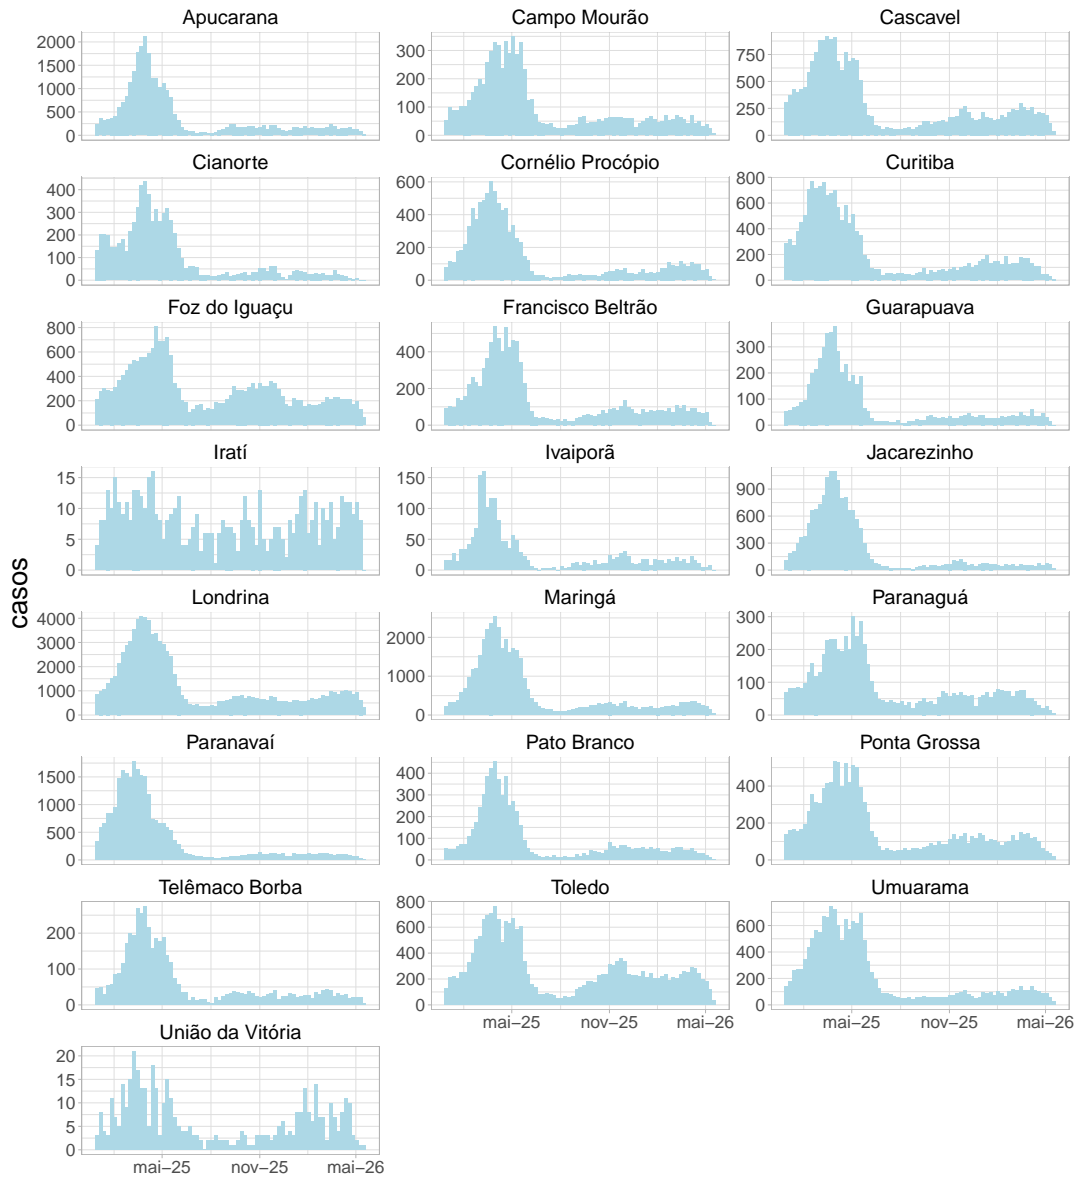 Apucarana Campo Mourão Cascavel
2000 1500 1000 500 0
300 200 100 0
750 500 250 0
Cianorte Cornélio Procópio Curitiba
400 300 200 100 0
600 400 200 0
800 600 400 200 0
Foz do Iguaçu Francisco Beltrão Guarapuava
800 600 400 200 0
400 200 0
300 200 100 0
Iratí Ivaiporã Jacarezinho
15 10 5 0
150 100 50 0
900 600 300 0
casos
Londrina Maringá Paranaguá
4000 3000 2000 1000 0
2000 1000 0
300 200 100 0
Paranavaí Pato Branco Ponta Grossa
1500 1000 500 0
400 300 200 100 0
400 200 0
Telêmaco Borba Toledo Umuarama
200 100 0
800 600 400 200 0
600 400 200 0
mai−25 nov−25 mai−26 mai−25 nov−25 mai−26
União da Vitória
20 15 10 5 0
mai−25 nov−25 mai−26